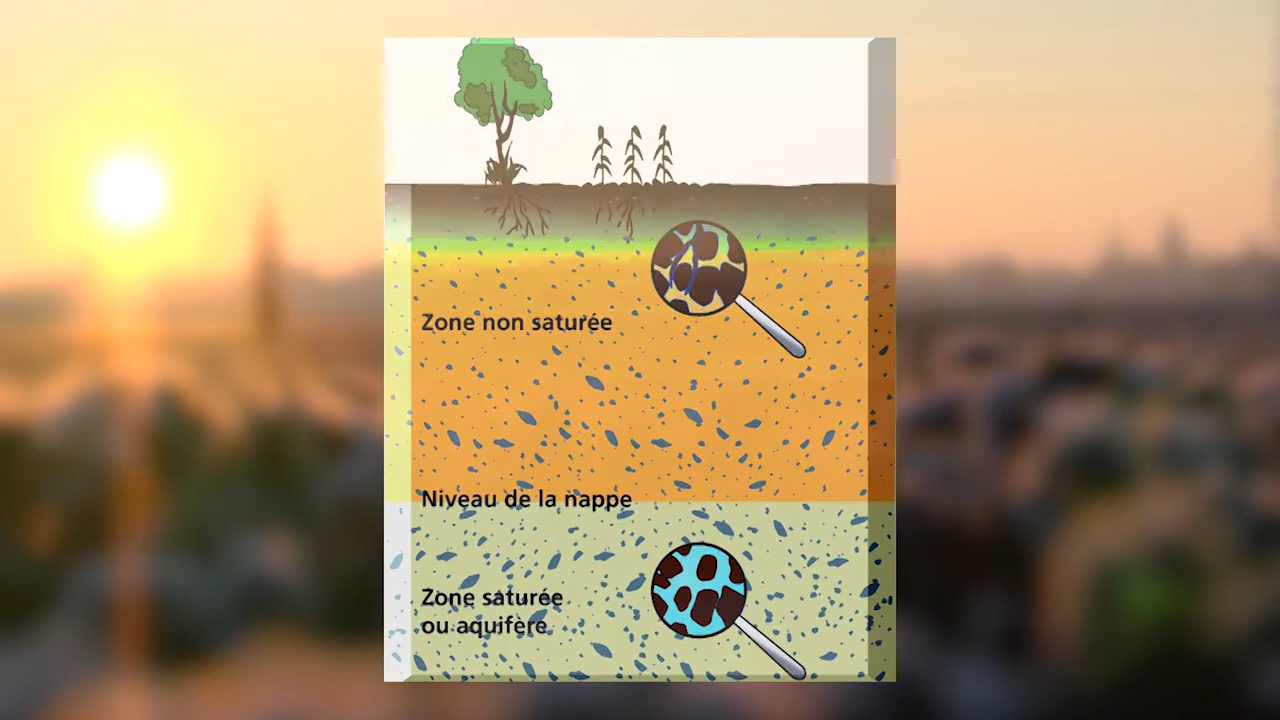 Zone non saturée
Niveau de la nappe
Zone saturée
ou aquifère